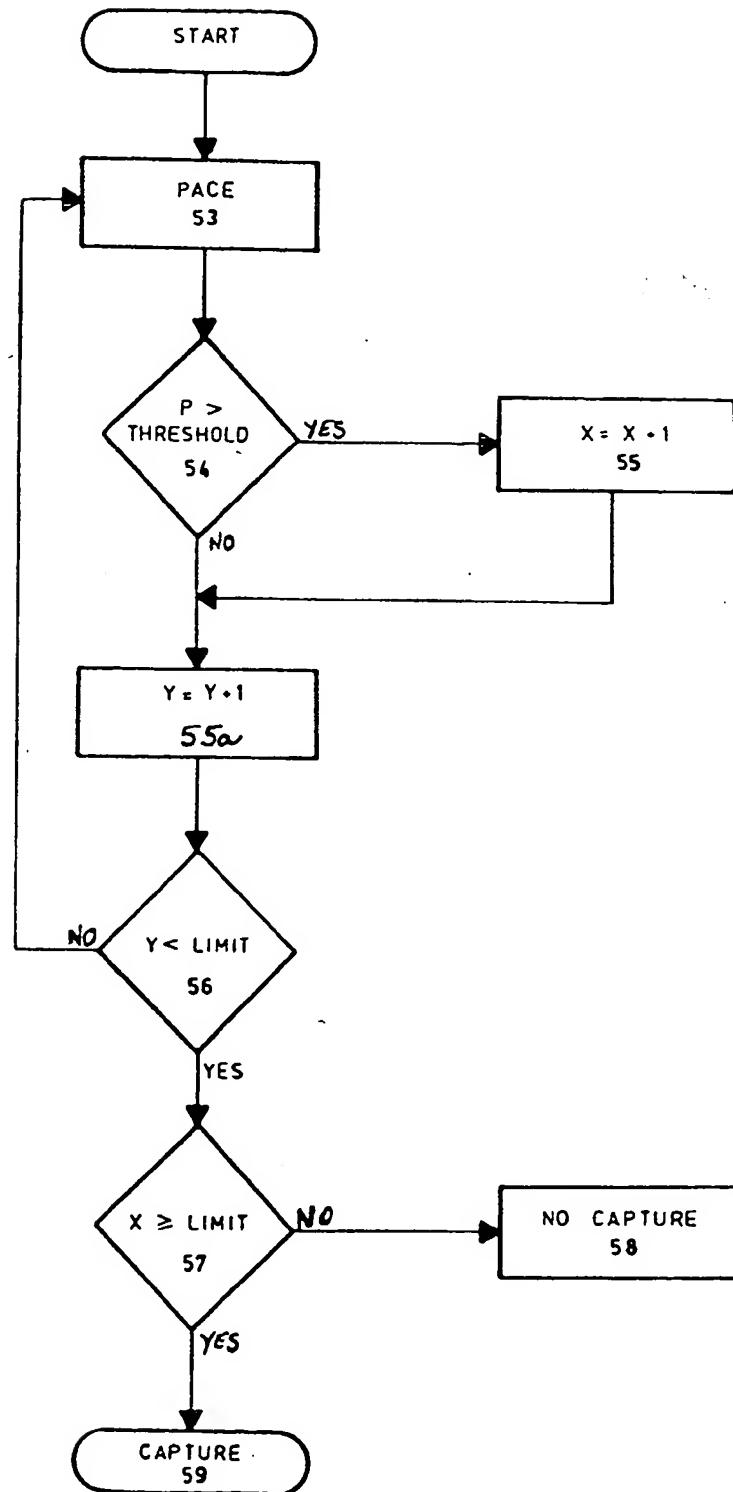 START
PACE
53
P >
THRESHOLD
54
YES
X = X + 1
55
NO
Y = Y + 1
55a
NO
Y < LIMIT
56
YES
X ≥ LIMIT
57
NO
NO CAPTURE
58
YES
CAPTURE
59